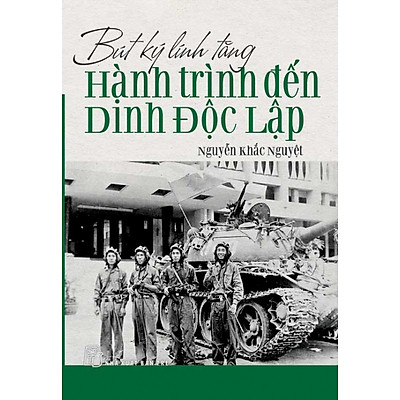 Bút ký lính tăng
Hành trình đến
Dinh Độc Lập
Nguyễn Khắc Nguyệt